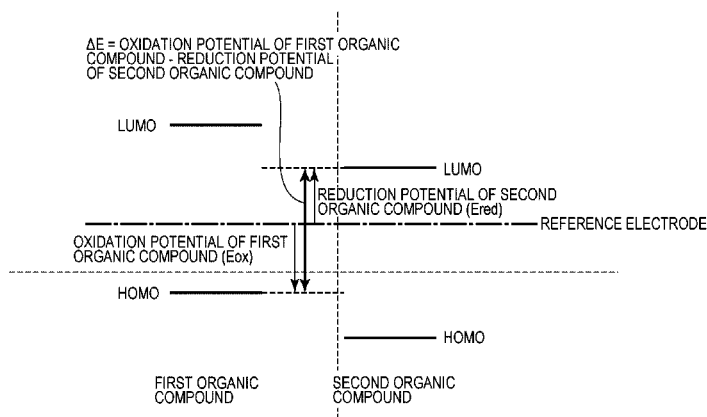 ΔE = OXIDATION POTENTIAL OF FIRST ORGANIC
COMPOUND - REDUCTION POTENTIAL
OF SECOND ORGANIC COMPOUND
LUMO
LUMO
REDUCTION POTENTIAL OF SECOND
ORGANIC COMPOUND (Ered)
REFERENCE ELECTRODE
OXIDATION POTENTIAL OF FIRST
ORGANIC COMPOUND (Eox)
HOMO
HOMO
FIRST ORGANIC
COMPOUND
SECOND ORGANIC
COMPOUND